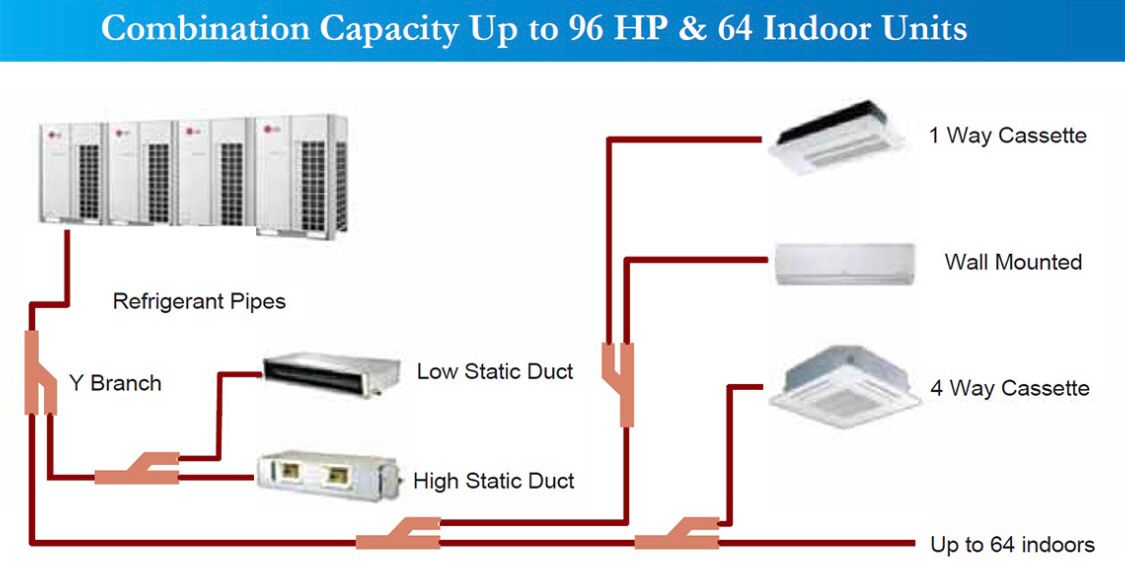 Combination Capacity Up to 96 HP & 64 Indoor Units
1 Way Cassette
Wall Mounted
Refrigerant Pipes
Y Branch
Low Static Duct
4 Way Cassette
High Static Duct
Up to 64 indoors